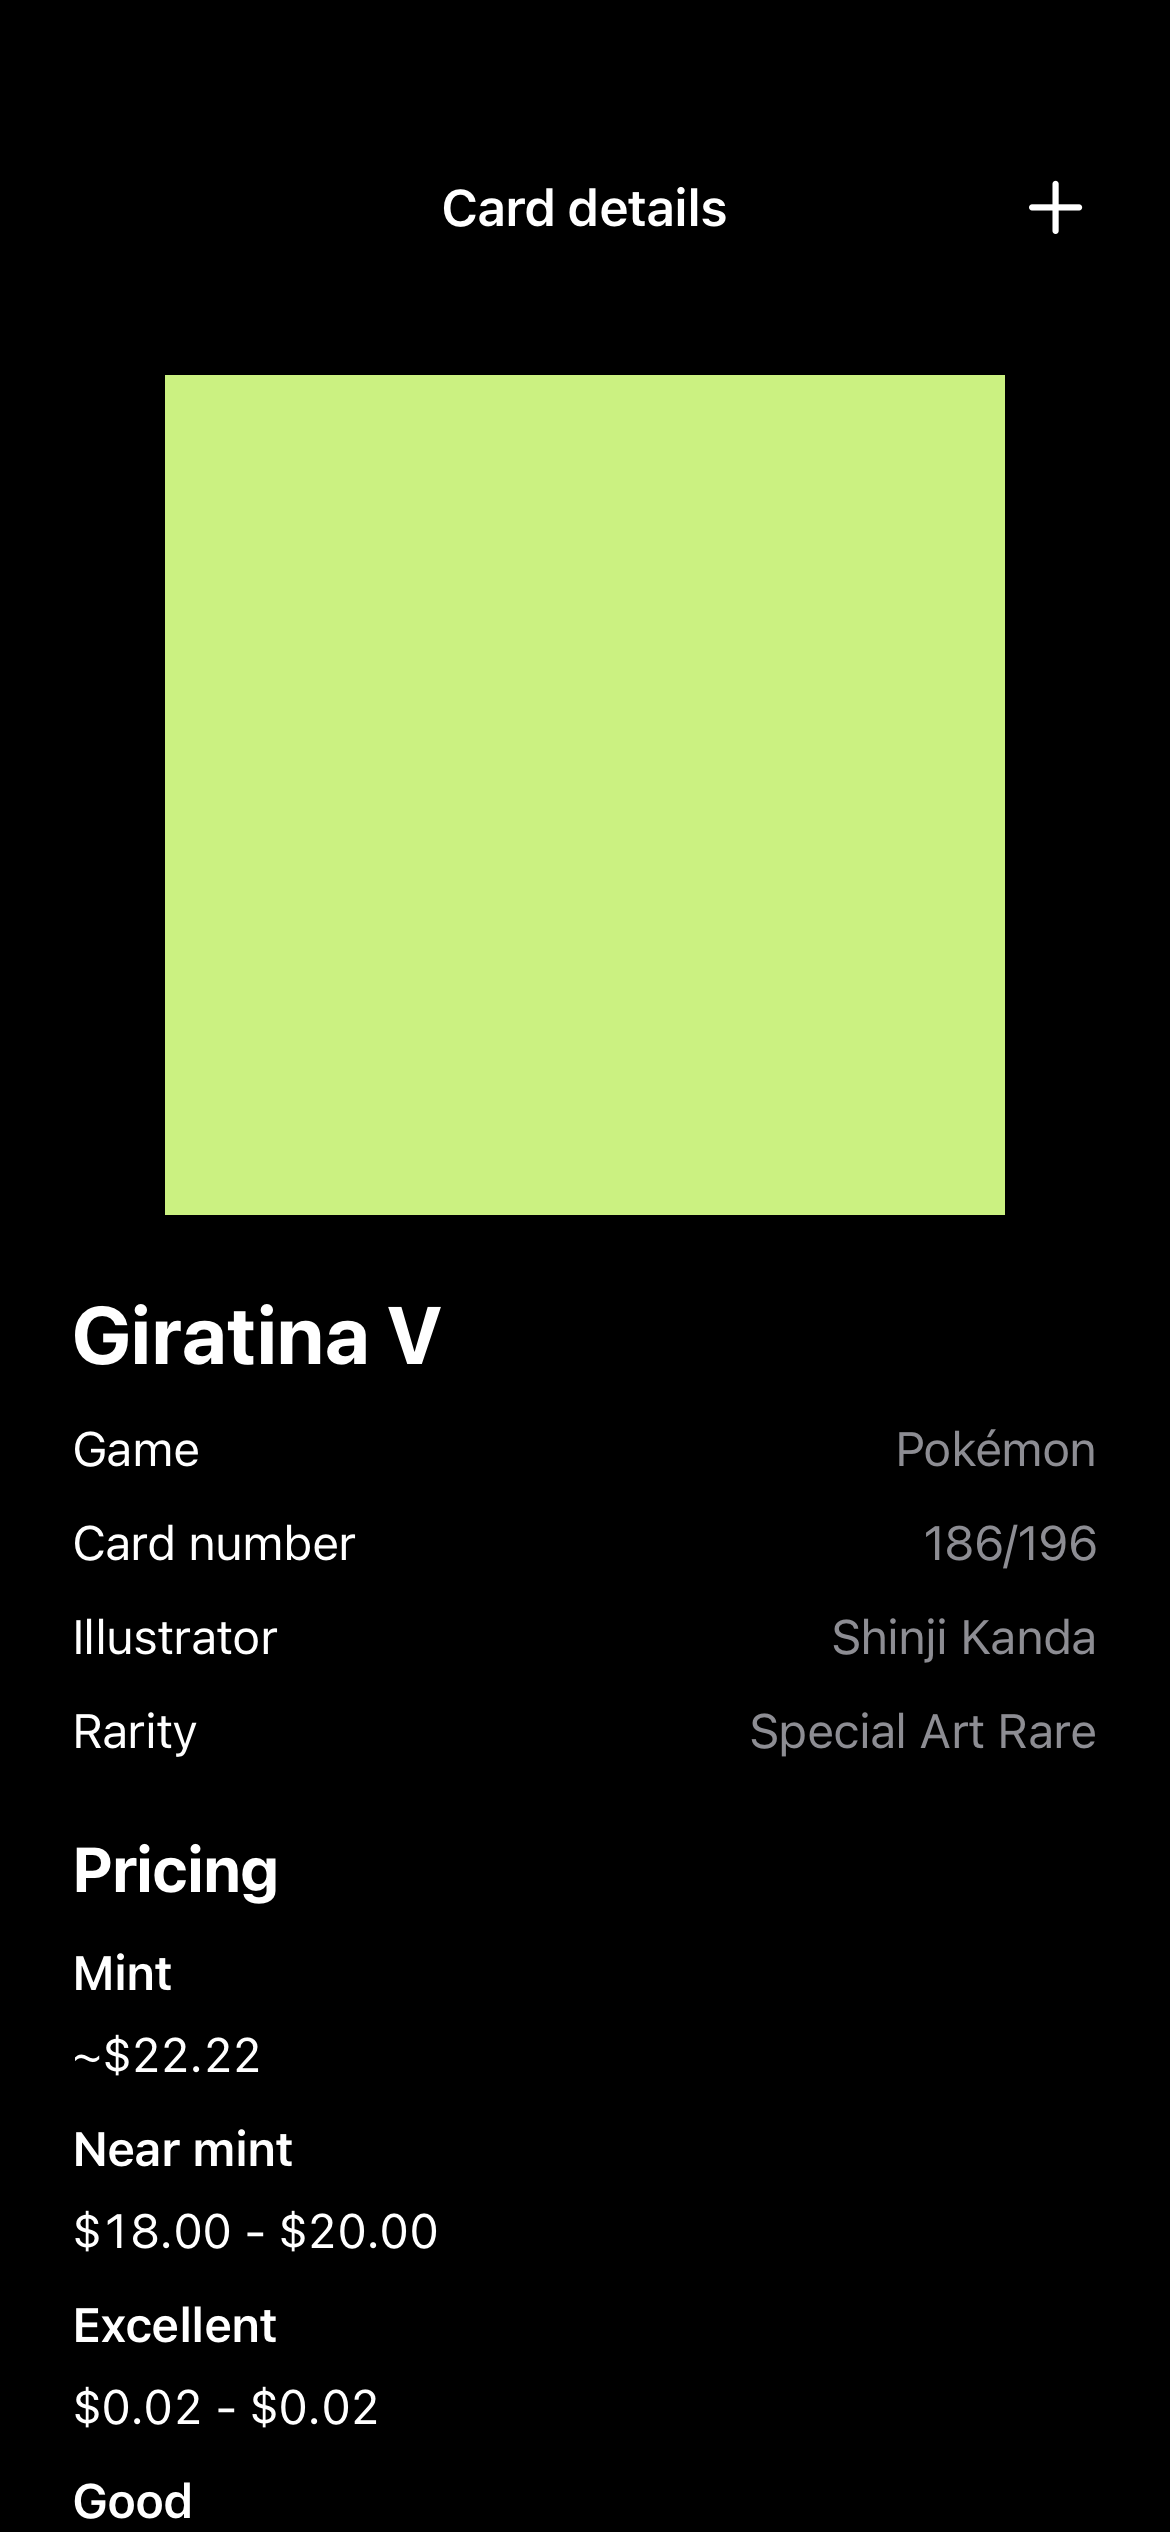 Card details
Giratina V
Game Pokémon
Card number 186/196
Illustrator Shinji Kanda
Rarity Special Art Rare
Pricing
Mint
~$22.22
Near mint
$18.00 - $20.00
Excellent
$0.02 - $0.02
Good